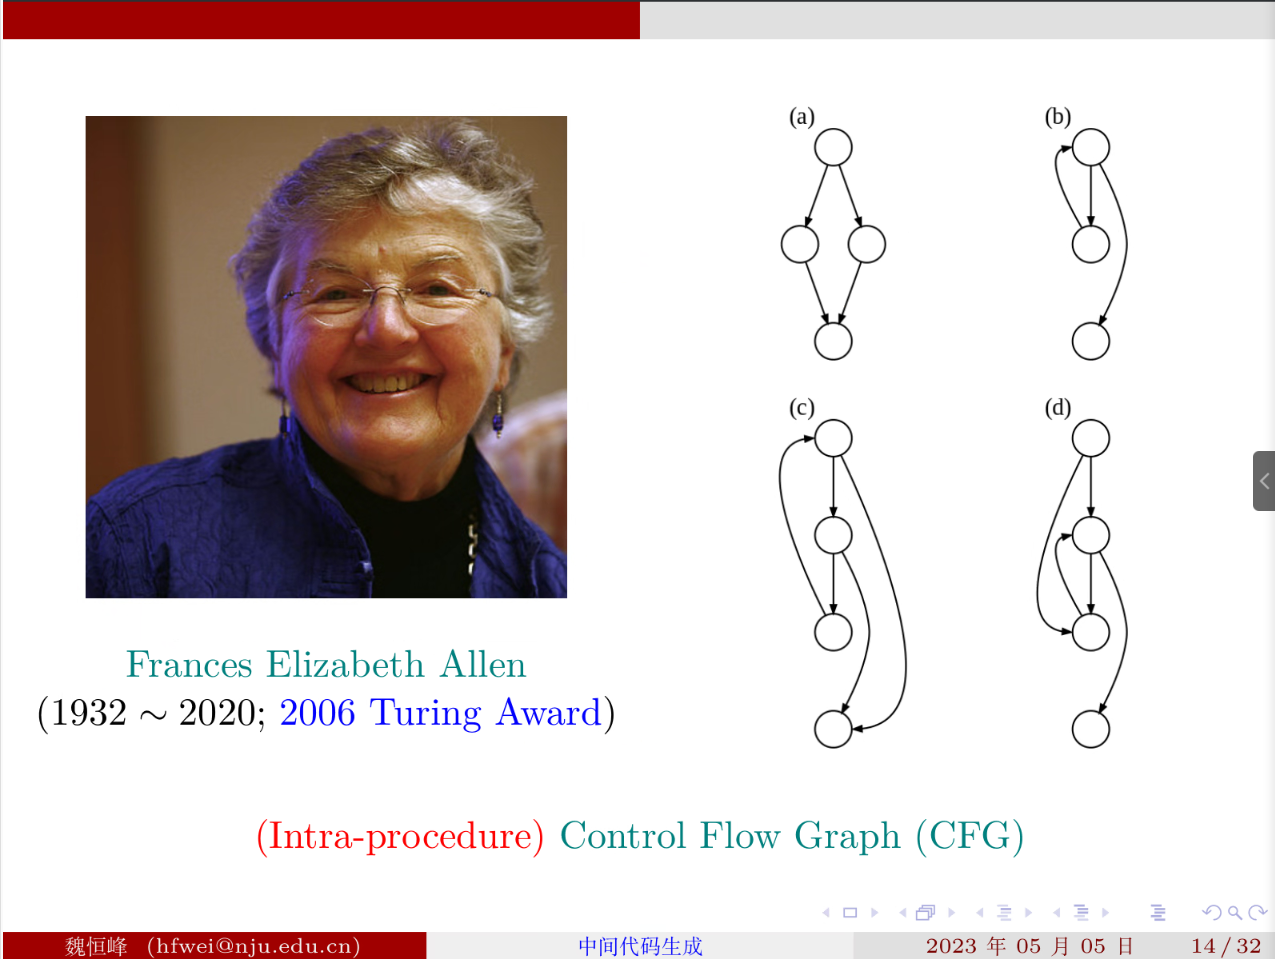 (a)
(b)
(c)
(d)
Frances Elizabeth Allen
(1932 ∼ 2020; 2006 Turing Award)
(Intra-procedure) Control Flow Graph (CFG)
魏恒峰 (hfwei@nju.edu.cn)
中间代码生成
2023 年 05 月 05 日
14 / 32